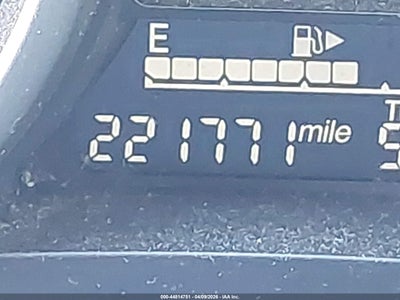 E
221771 mile
000-44814751 - 04/09/2026 - IAA Inc.